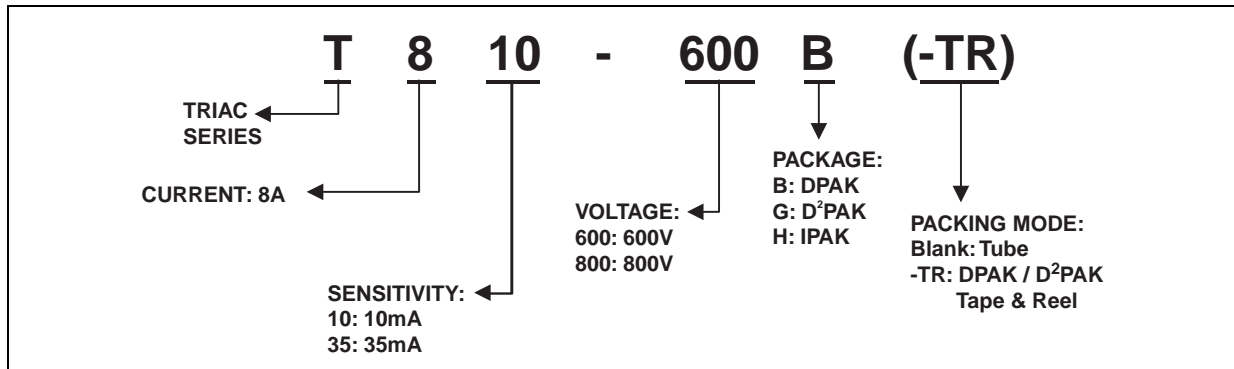 T 8 10 - 600 B (-TR)
TRIAC
SERIES
CURRENT: 8A
SENSITIVITY:
10: 10mA
35: 35mA
VOLTAGE:
600: 600V
800: 800V
PACKAGE:
B: DPAK
G: D²PAK
H: IPAK
PACKING MODE:
Blank: Tube
-TR: DPAK / D²PAK
Tape & Reel